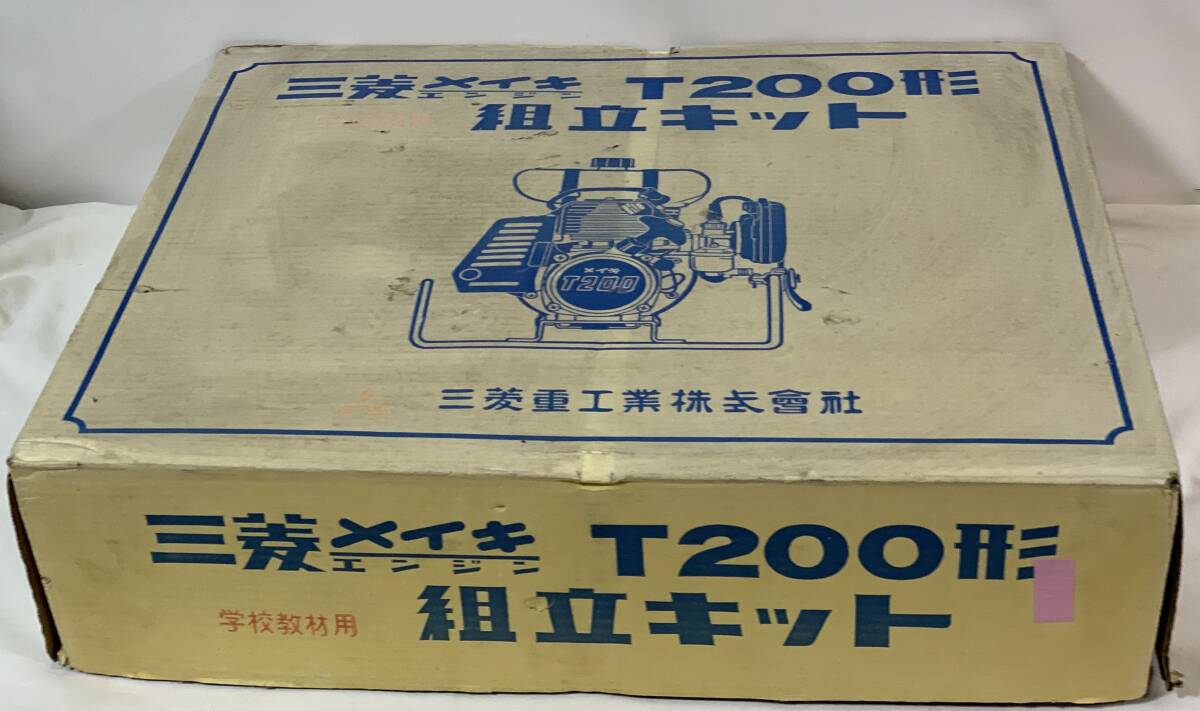 三菱メイキ T200形
エンジン
組立キット
メイキ
T200
三菱重工業株式會社
三菱メイキ T200形
エンジン
学校教材用 組立キット